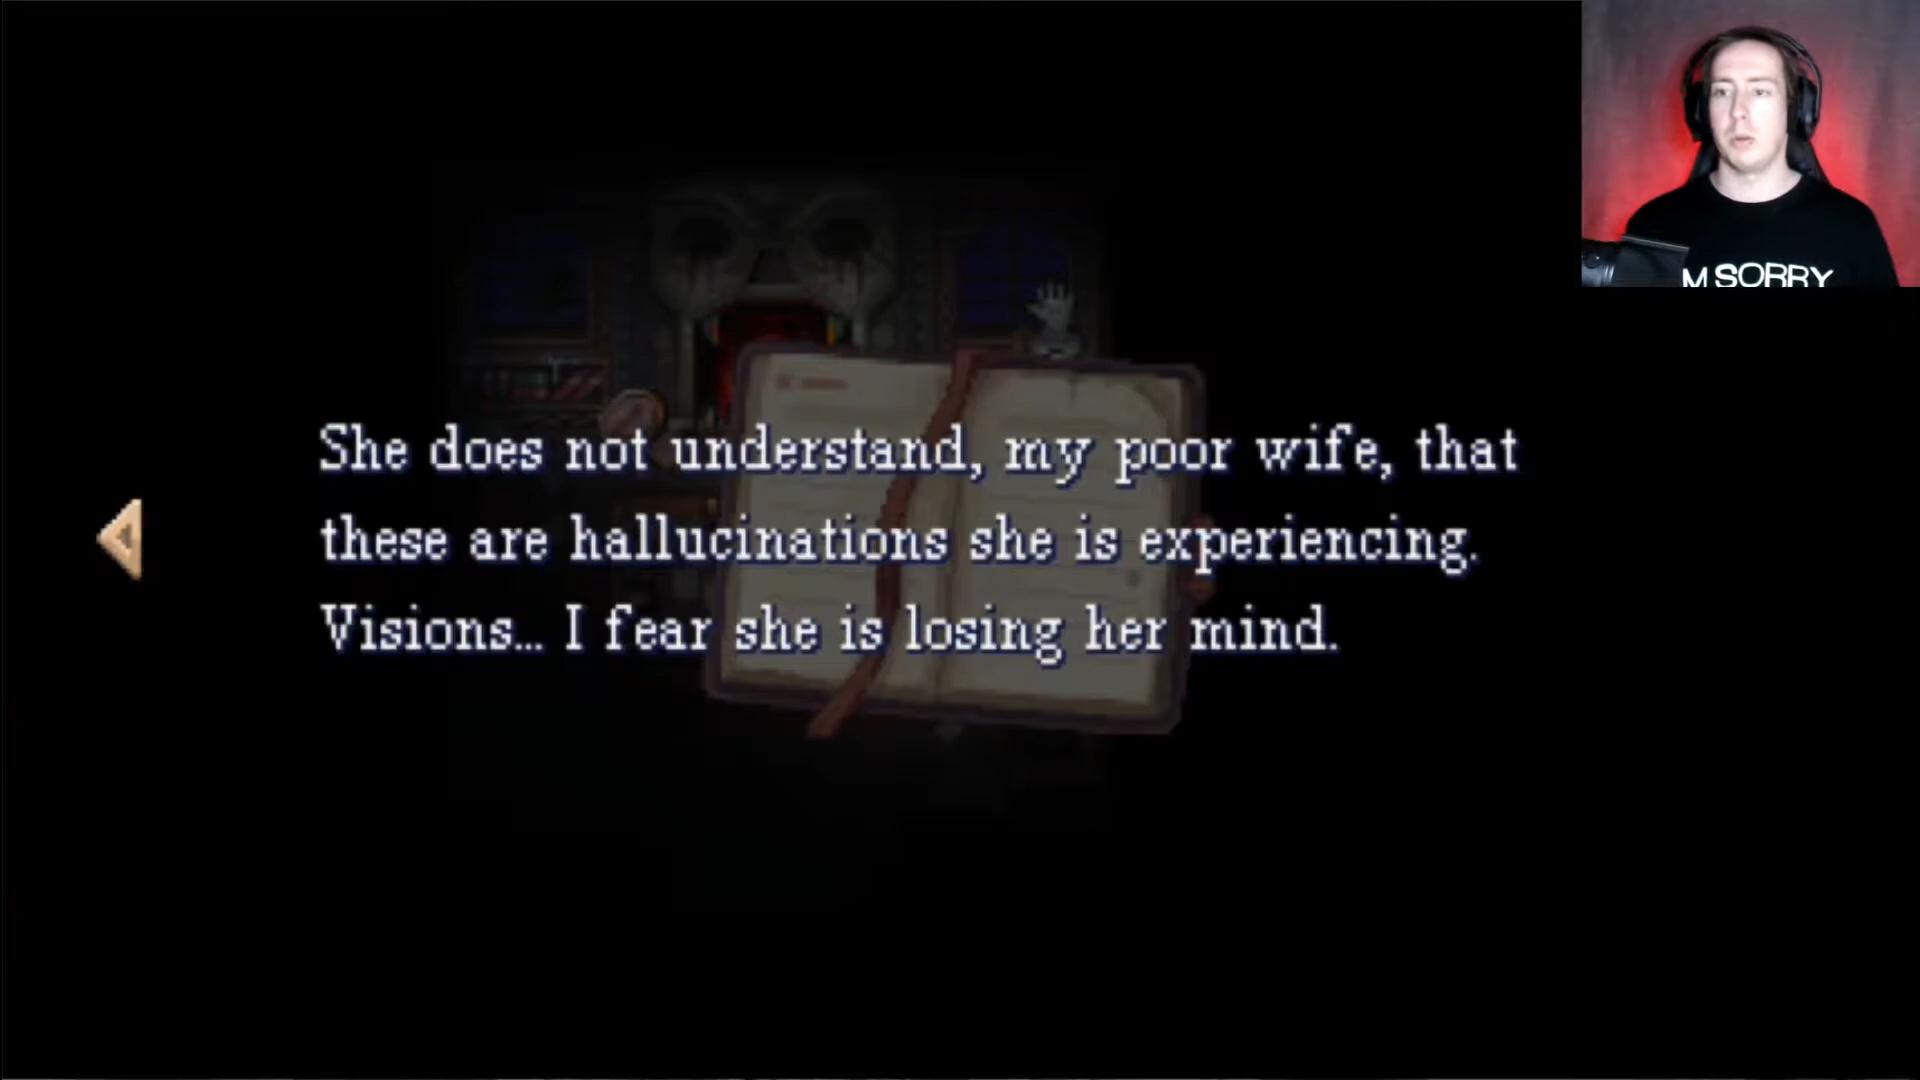 M SORRY
She does not understand, my poor wife, that
these are hallucinations she is experiencing.
Visions... I fear she is losing her mind.